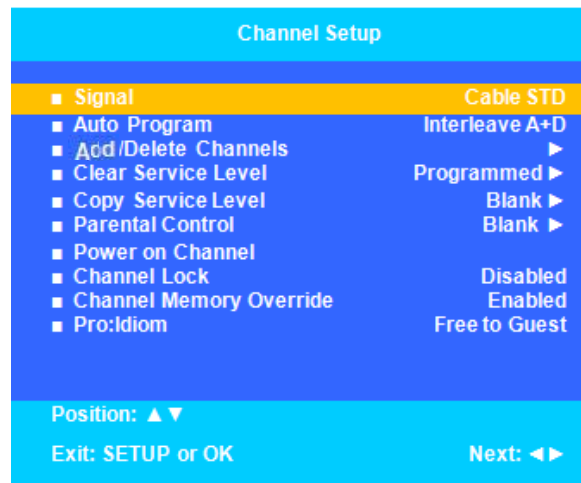 Channel Setup
■ Signal Cable STD
■ Auto Program Interleave A+D
■ Add/Delete Channels ►
■ Clear Service Level Programmed ►
■ Copy Service Level Blank ►
■ Parental Control Blank ►
■ Power on Channel
■ Channel Lock Disabled
■ Channel Memory Override Enabled
■ Pro:Idiom Free to Guest
Position: ▲▼
Exit: SETUP or OK Next: ◄►